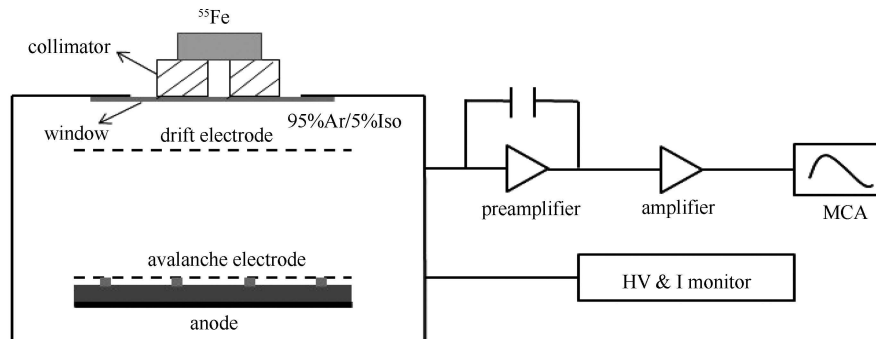 ⁵⁵Fe
collimator
window
95%Ar/5%Iso
drift electrode
preamplifier
amplifier
MCA
avalanche electrode
anode
HV & I monitor